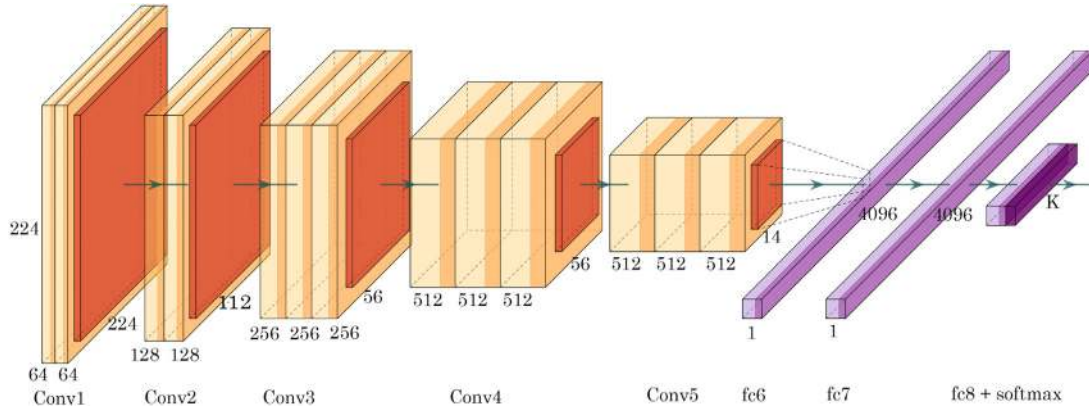 224
224
64 64
Conv1
112
128 128
Conv2
56
256 256 256
Conv3
56
512 512 512
Conv4
14
512 512 512
Conv5
4096
1
fc6
4096
1
fc7
K
fc8 + softmax